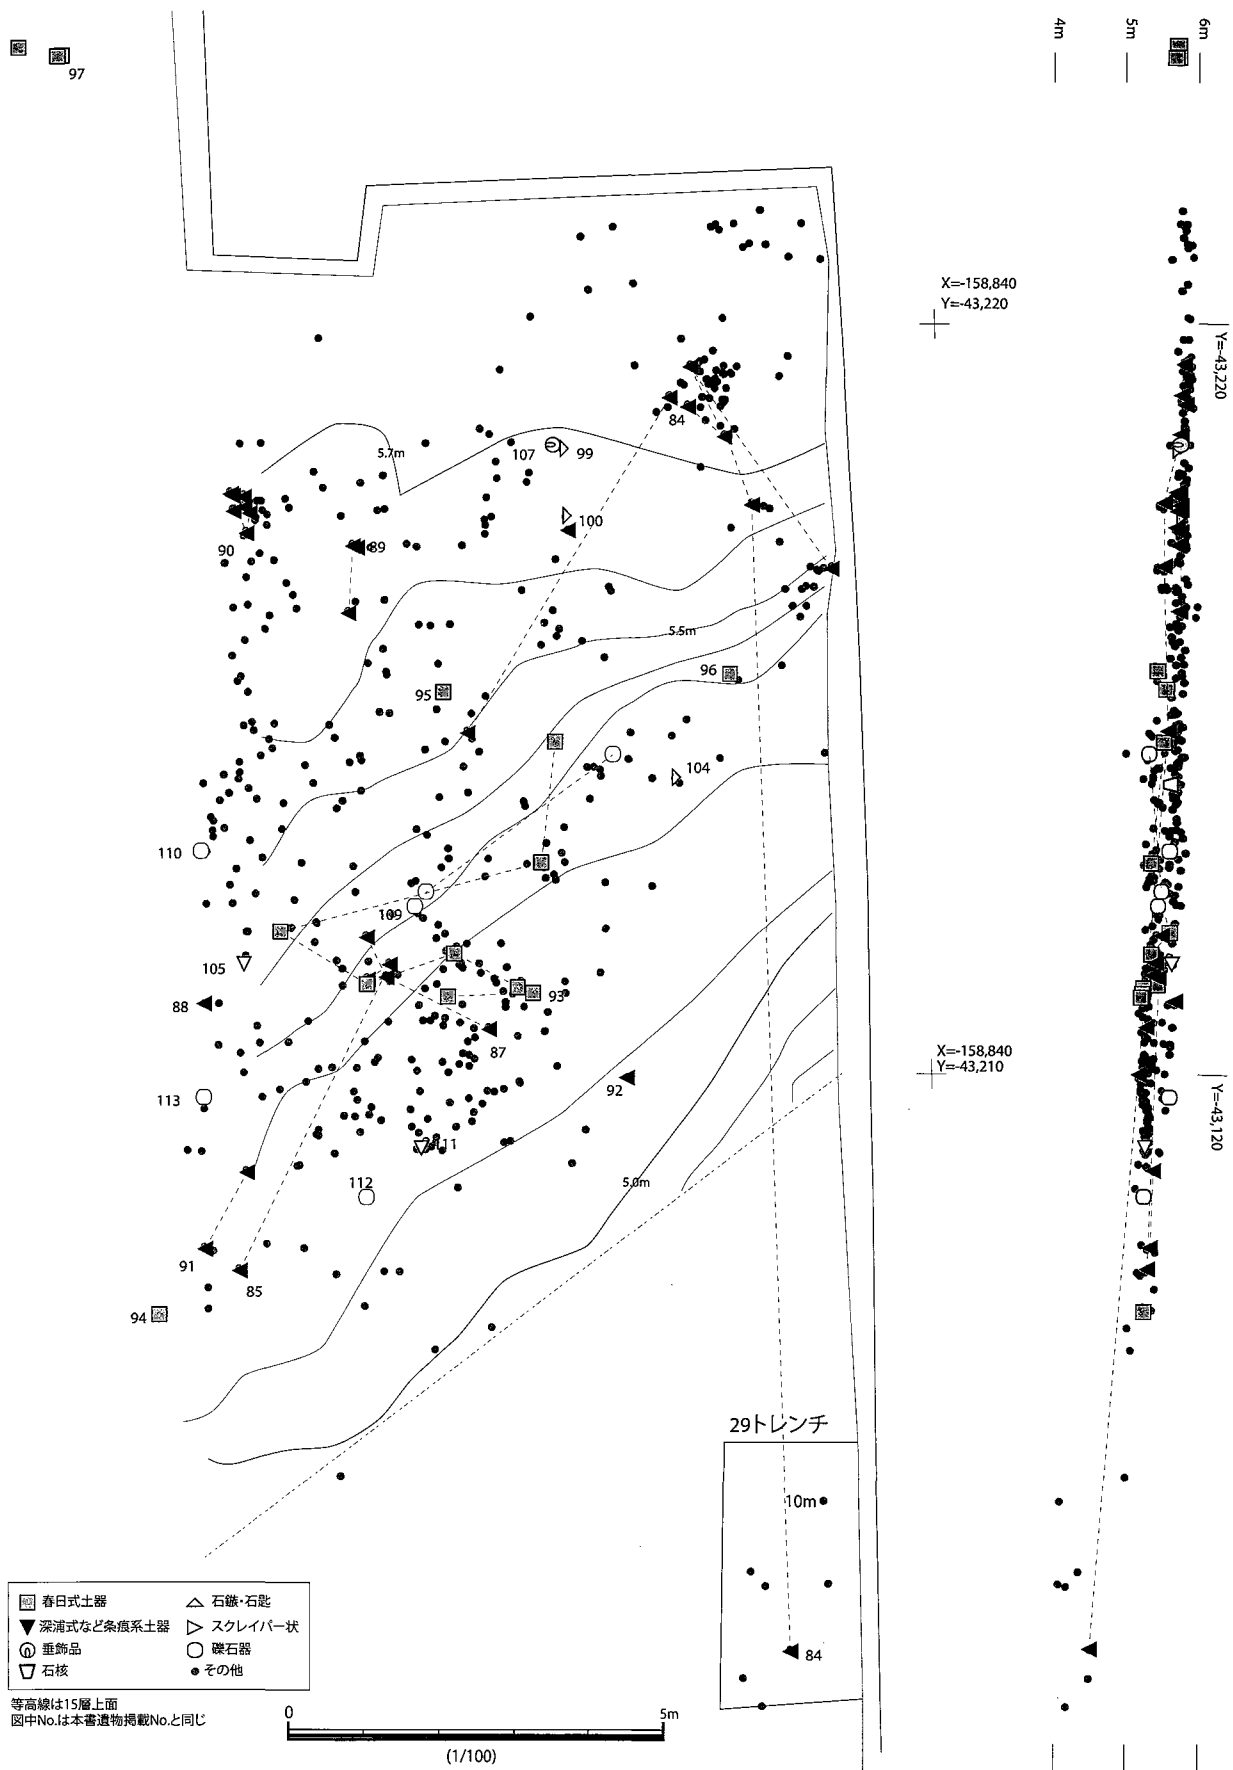 4m
5m
6m
97
X=-158,840
Y=-43,220
Y=-43,220
84
5.7m
107
99
100
90
89
5.5m
96
95
104
110
109
105
93
88
87
X=-158,840
Y=-43,210
Y=-43,120
92
113
111
112
5.0m
91
85
94
29トレンチ
10m
84
春日式土器
石鏃・石匙
深浦式など条痕系土器
スクレイパー状
垂飾品
礫石器
石核
その他
等高線は15層上面
図中No.は本書遺物掲載No.と同じ
0
5m
(1/100)